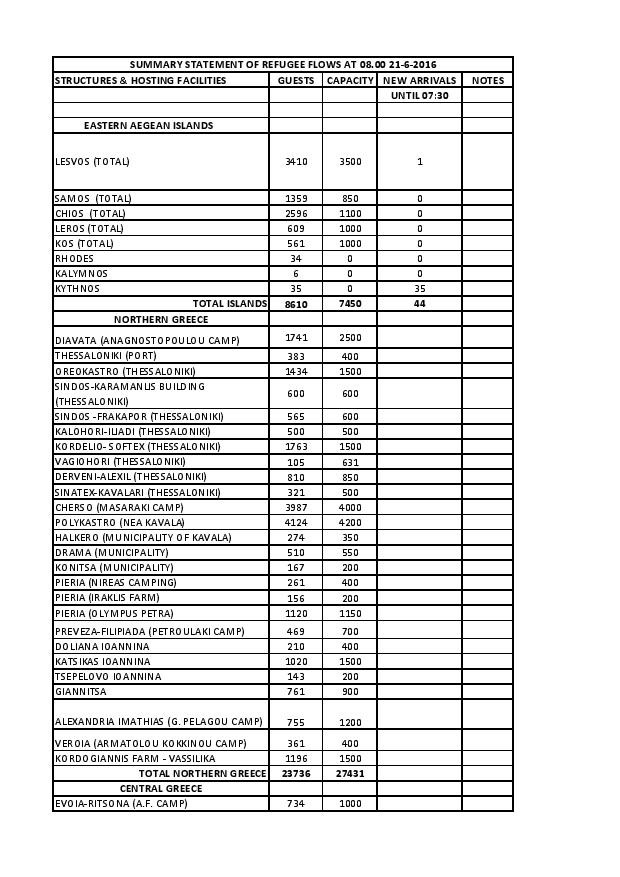 SUMMARY STATEMENT OF REFUGEE FLOWS AT 08.00 21-6-2016
STRUCTURES & HOSTING FACILITIES GUESTS CAPACITY NEW ARRIVALS NOTES
UNTIL 07:30
EASTERN AEGEAN ISLANDS
LESVOS (TOTAL) 3410 3500 1
SAMOS (TOTAL) 1359 850 0
CHIOS (TOTAL) 2596 1100 0
LEROS (TOTAL) 609 1000 0
KOS (TOTAL) 561 1000 0
RHODES 34 0 0
KALYMNOS 6 0 0
KYTHNOS 35 0 35
TOTAL ISLANDS 8610 7450 44
NORTHERN GREECE
DIAVATA (ANAGNOSTOPOULOU CAMP) 1741 2500
THESSALONIKI (PORT) 383 400
OREOKASTRO (THESSALONIKI) 1434 1500
SINDOS-KARAMANLIS BUILDING
(THESSALONIKI) 600 600
SINDOS -FRAKAPOR (THESSALONIKI) 565 600
KALOHORI-ILIADI (THESSALONIKI) 500 500
KORDELIO- SOFTEX (THESSALONIKI) 1763 1500
VAGIOHORI (THESSALONIKI) 105 631
DERVENI-ALEXIL (THESSALONIKI) 810 850
SINATEX-KAVALARI (THESSALONIKI) 321 500
CHERSO (MASARAKI CAMP) 3987 4000
POLYKASTRO (NEA KAVALA) 4124 4200
HALKERO (MUNICIPALITY OF KAVALA) 274 350
DRAMA (MUNICIPALITY) 510 550
KONITSA (MUNICIPALITY) 167 200
PIERIA (NIREAS CAMPING) 261 400
PIERIA (IRAKLIS FARM) 156 200
PIERIA (OLYMPUS PETRA) 1120 1150
PREVEZA-FILIPIADA (PETROULAKI CAMP) 469 700
DOLIANA IOANNINA 210 400
KATSIKAS IOANNINA 1020 1500
TSEPELOVO IOANNINA 143 200
GIANNITSA 761 900
ALEXANDRIA IMATHIAS (G. PELAGOU CAMP) 755 1200
VEROIA (ARMATOLOU KOKKINOU CAMP) 361 400
KORDOGIANNIS FARM - VASSILIKA 1196 1500
TOTAL NORTHERN GREECE 23736 27431
CENTRAL GREECE
EVOIA-RITSONA (A.F. CAMP) 734 1000